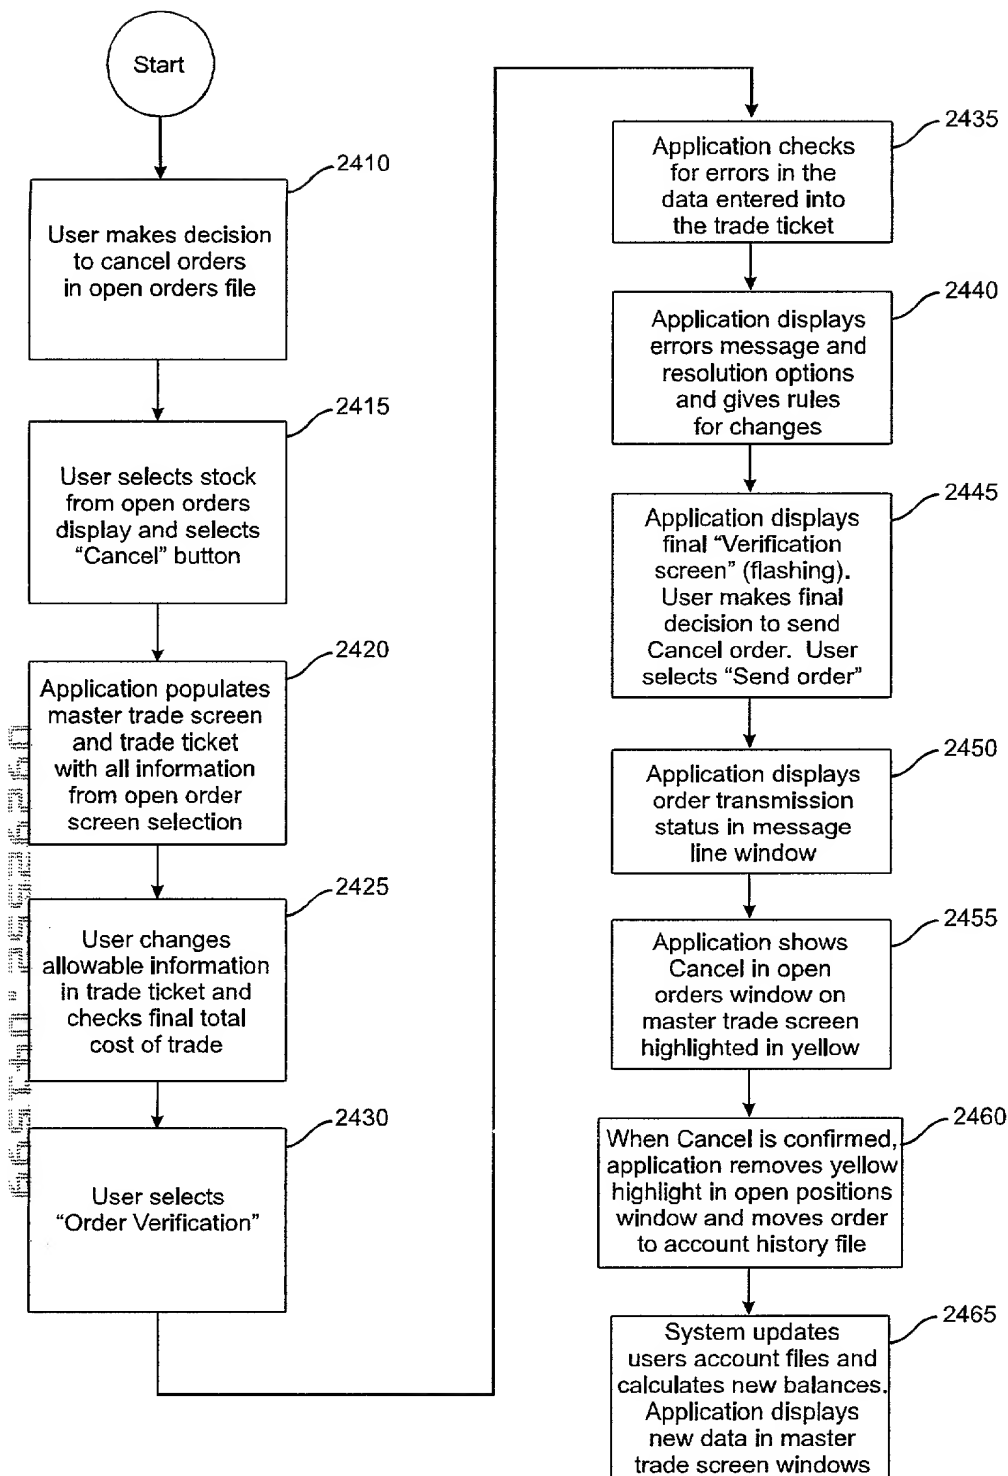 Start
2410
User makes decision
to cancel orders
in open orders file
2415
User selects stock
from open orders
display and selects
“Cancel” button
2420
Application populates
master trade screen
and trade ticket
with all information
from open order
screen selection
2425
User changes
allowable information
in trade ticket and
checks final total
cost of trade
2430
User selects
“Order Verification”
2435
Application checks
for errors in the
data entered into
the trade ticket
2440
Application displays
errors message and
resolution options
and gives rules
for changes
2445
Application displays
final “Verification
screen” (flashing).
User makes final
decision to send
Cancel order. User
selects “Send order”
2450
Application displays
order transmission
status in message
line window
2455
Application shows
Cancel in open
orders window on
master trade screen
highlighted in yellow
2460
When Cancel is confirmed,
application removes yellow
highlight in open positions
window and moves order
to account history file
2465
System updates
users account files and
calculates new balances.
Application displays
new data in master
trade screen windows